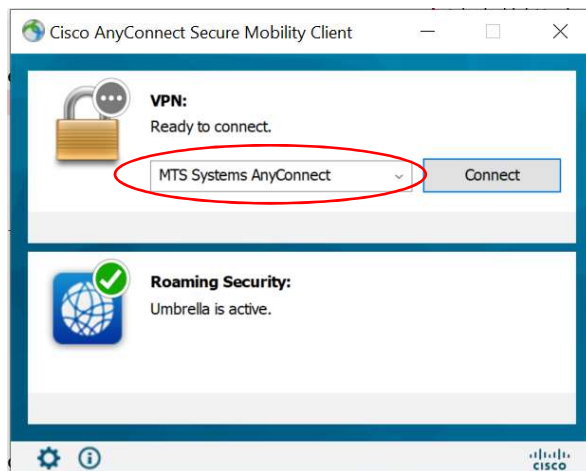 Cisco AnyConnect Secure Mobility Client
VPN:
Ready to connect.
MTS Systems AnyConnect
Connect
Roaming Security:
Umbrella is active.
cisco